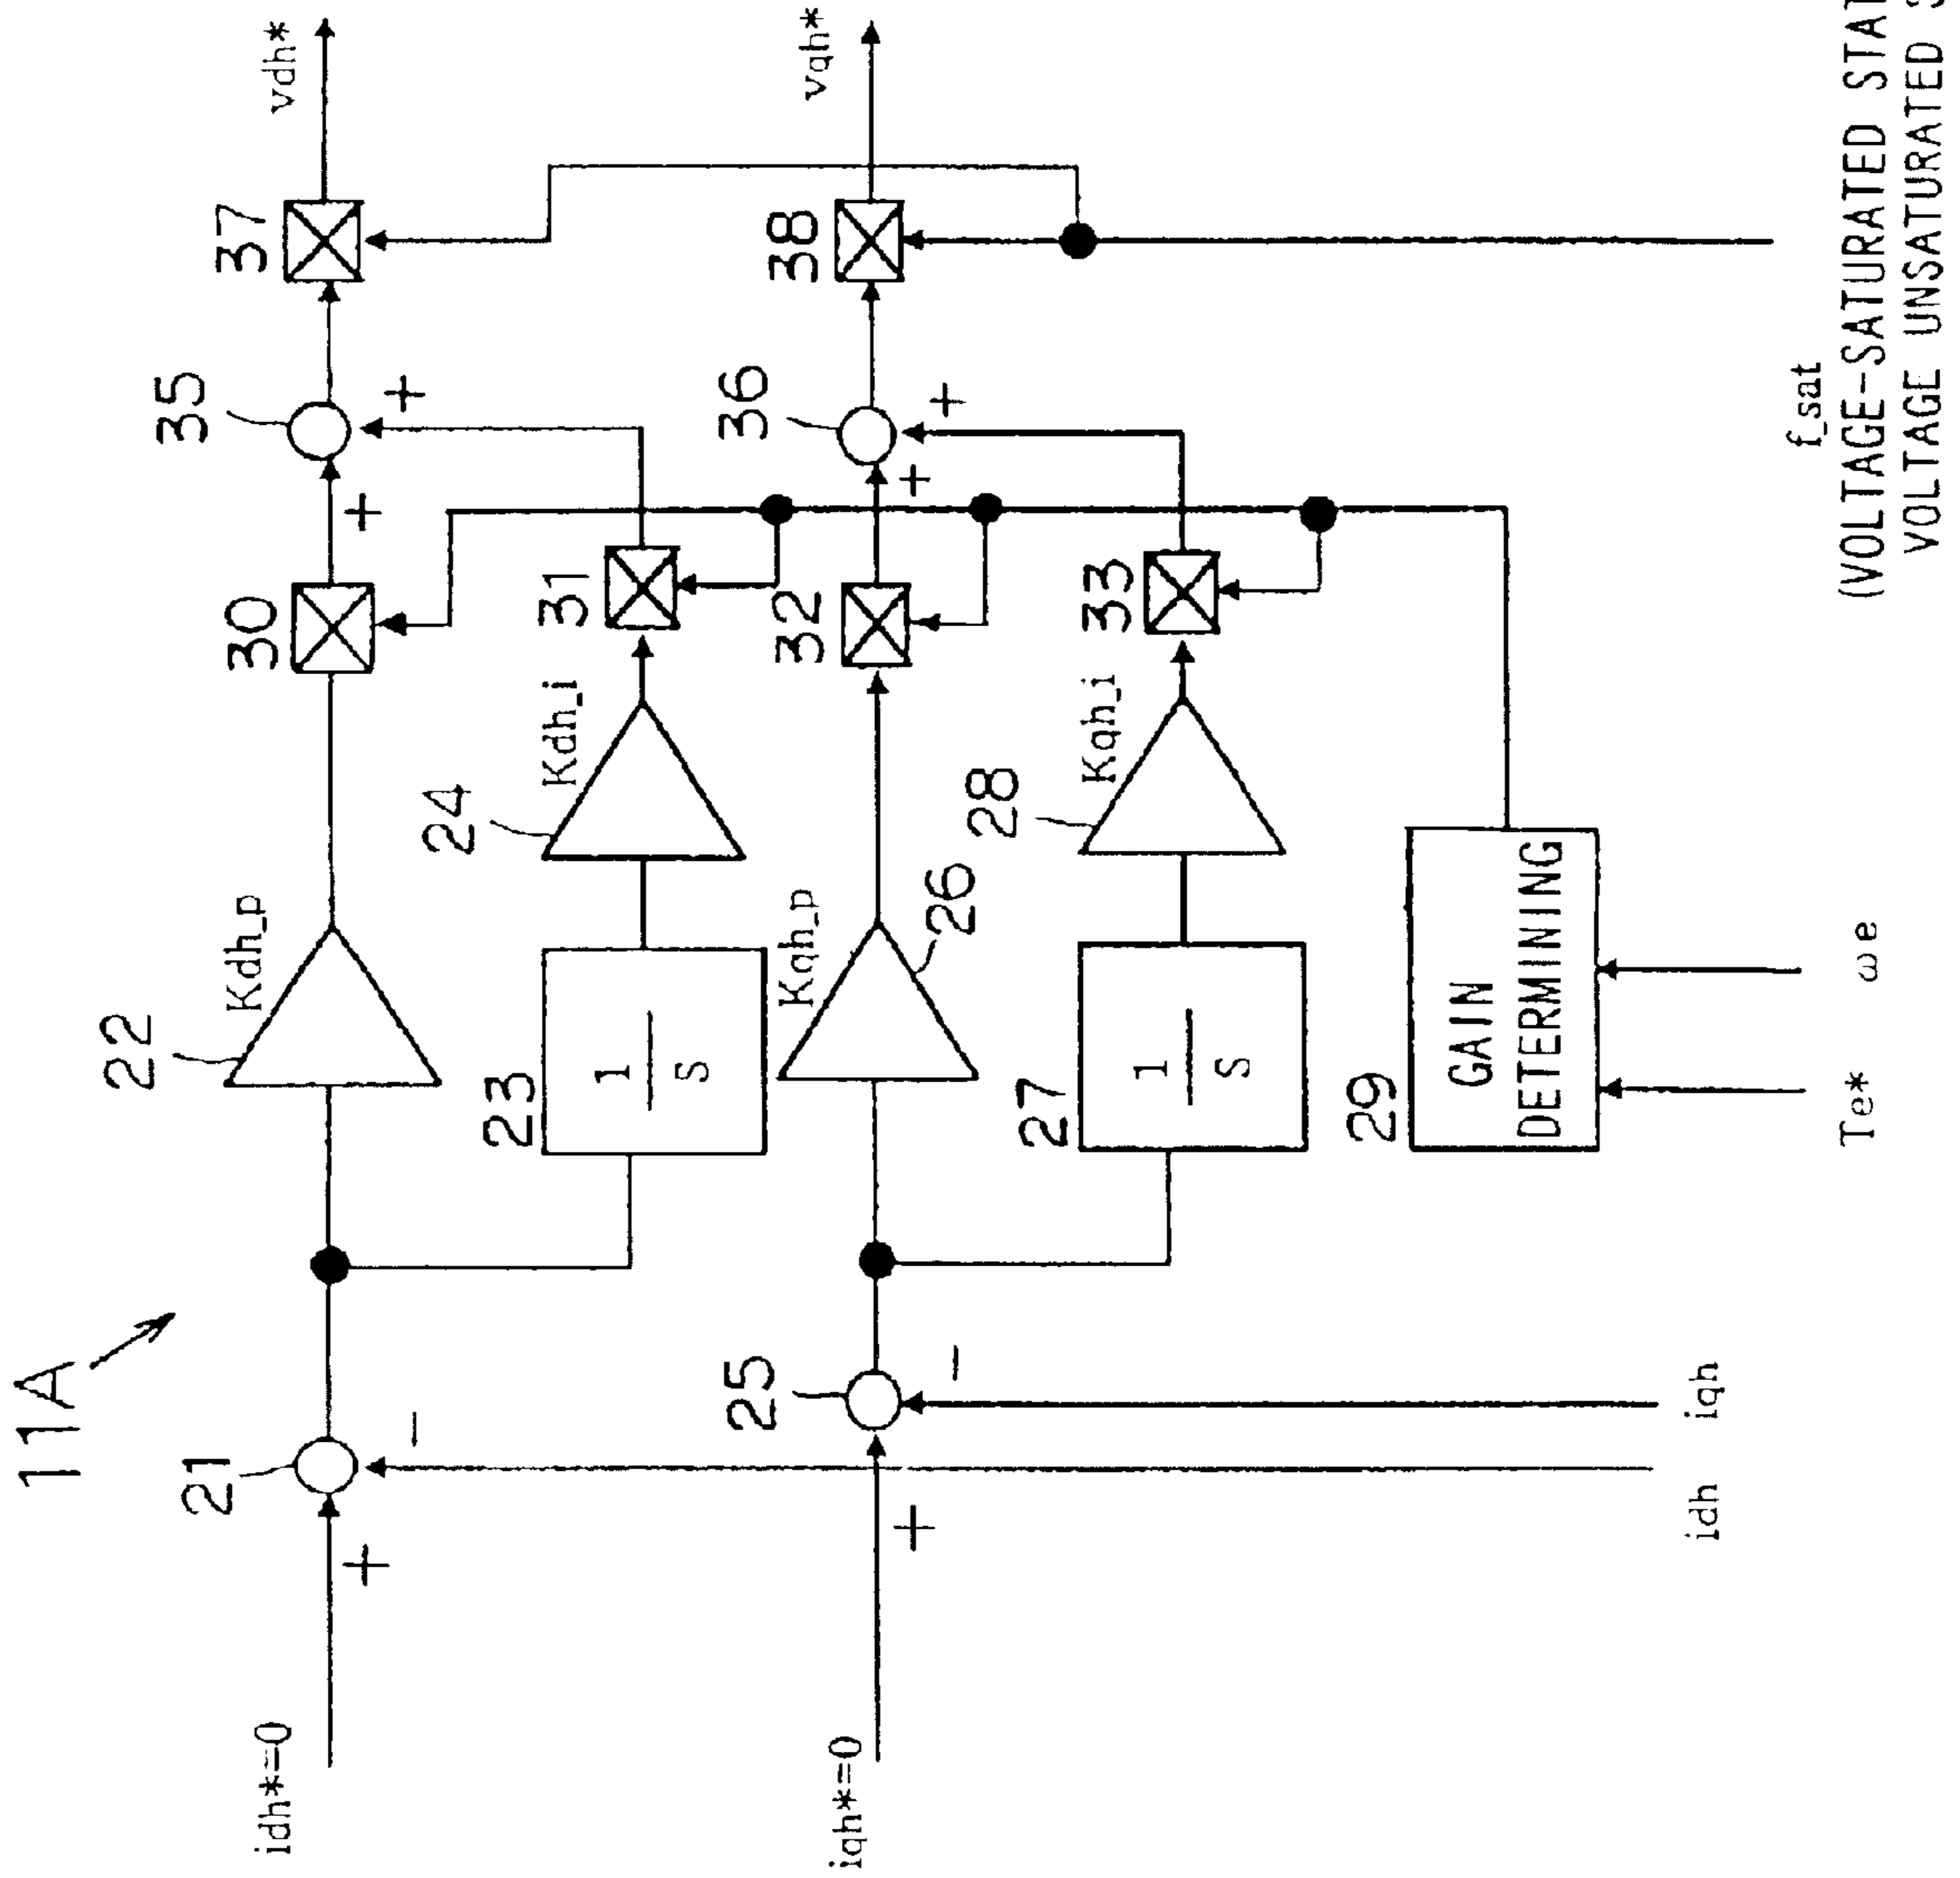 11A
idh*=0
+
21
-
22
Kdh_p
30
+
35
+
37
vdh*
23
1
S
24
Kdh_i
31
iqh*=0
+
25
-
26
Kqh_p
32
+
36
+
38
vqh*
27
1
S
28
Kqh_i
33
29
GAIN
DETERMINING
idh
iqh
Te*
ωe
f_sat
(VOLTAGE-SATURATED
VOLTAGE UNSATURATED